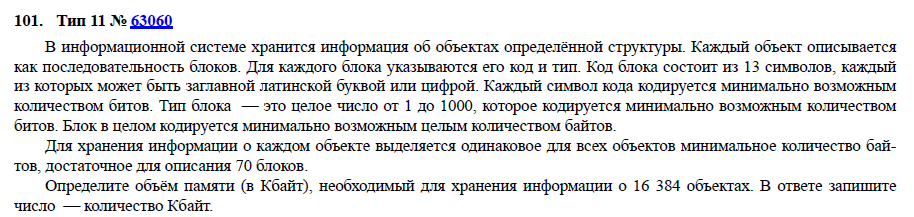 101. Тип 11 № 63060
В информационной системе хранится информация об объектах определённой структуры. Каждый объект описывается
как последовательность блоков. Для каждого блока указываются его код и тип. Код блока состоит из 13 символов, каждый
из которых может быть заглавной латинской буквой или цифрой. Каждый символ кода кодируется минимально возможным
количеством битов. Тип блока — это целое число от 1 до 1000, которое кодируется минимально возможным количеством
битов. Блок в целом кодируется минимально возможным целым количеством байтов.
Для хранения информации о каждом объекте выделяется одинаковое для всех объектов минимальное количество бай-
тов, достаточное для описания 70 блоков.
Определите объём памяти (в Кбайт), необходимый для хранения информации о 16 384 объектах. В ответе запишите
число — количество Кбайт.